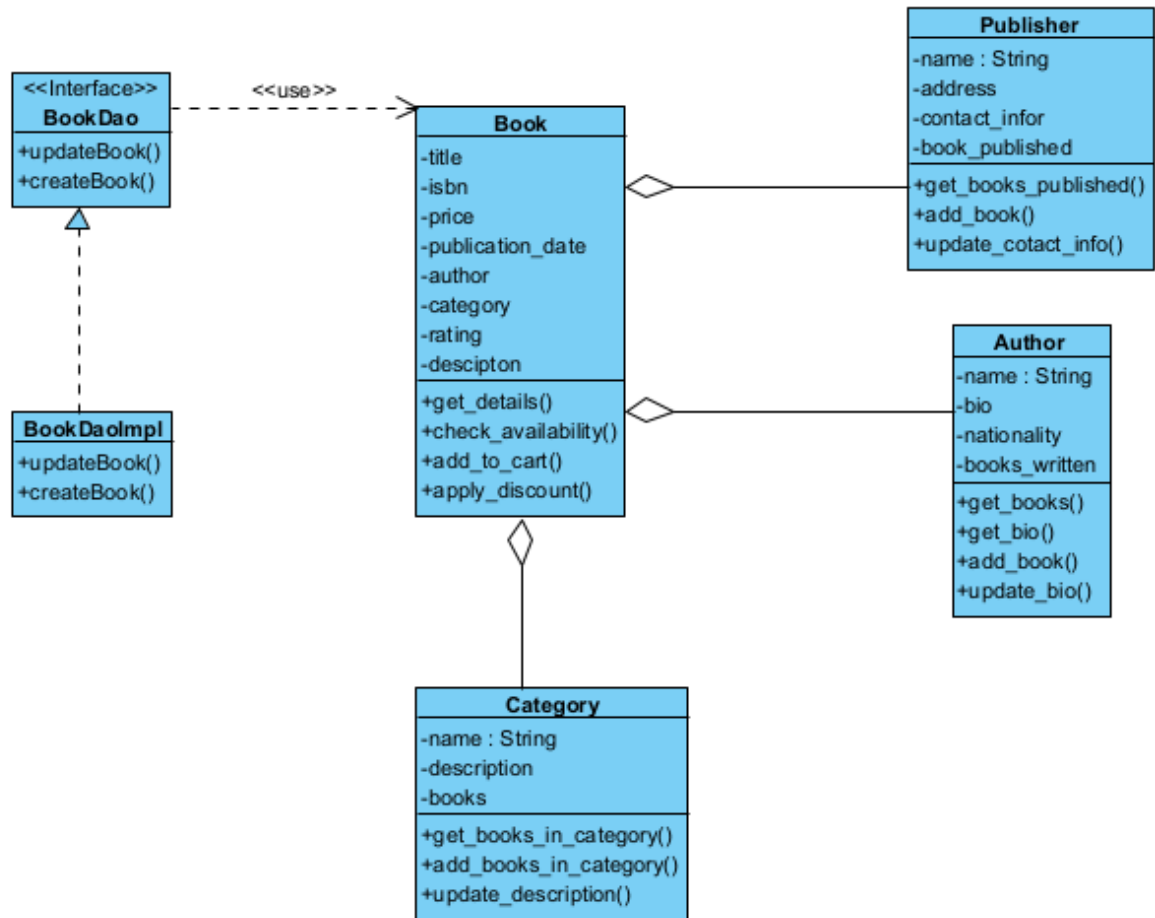 <<Interface>>
BookDao
+updateBook()
+createBook()
<<use>>
BookDaoImpl
+updateBook()
+createBook()
Book
-title
-isbn
-price
-publication_date
-author
-category
-rating
-descipton
+get_details()
+check_availability()
+add_to_cart()
+apply_discount()
Publisher
-name : String
-address
-contact_infor
-book_published
+get_books_published()
+add_book()
+update_cotact_info()
Author
-name : String
-bio
-nationality
-books_written
+get_books()
+get_bio()
+add_book()
+update_bio()
Category
-name : String
-description
-books
+get_books_in_category()
+add_books_in_category()
+update_description()